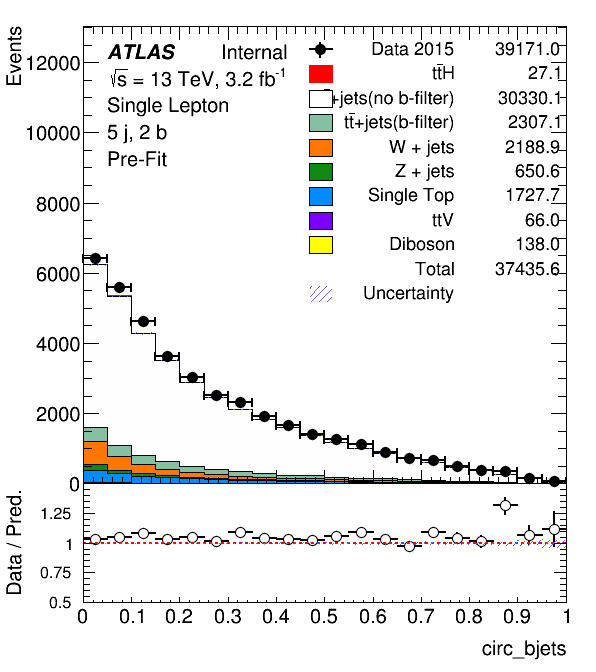 Events
ATLAS Internal
√s = 13 TeV, 3.2 fb⁻¹
Single Lepton
5 j, 2 b
Pre-Fit
Data 2015 39171.0
tt̄H 27.1
+jets(no b-filter) 30330.1
tt̄+jets(b-filter) 2307.1
W + jets 2188.9
Z + jets 650.6
Single Top 1727.7
ttV 66.0
Diboson 138.0
Total 37435.6
Uncertainty
12000
10000
8000
6000
4000
2000
0
Data / Pred.
1.25
1
0.75
0.5
0 0.1 0.2 0.3 0.4 0.5 0.6 0.7 0.8 0.9 1
circ_bjets